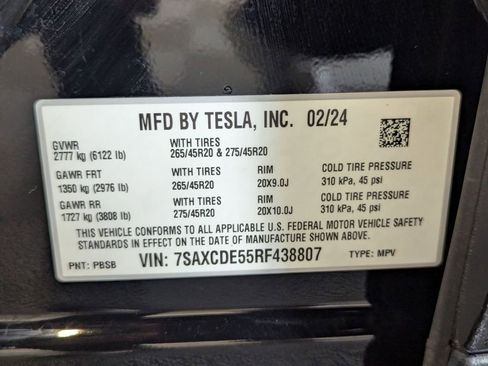 MFD BY TESLA, INC. 02/24
GVWR WITH TIRES
2777 kg (6122 lb) 265/45R20 & 275/45R20
GAWR FRT WITH TIRES RIM COLD TIRE PRESSURE
1350 kg (2976 lb) 265/45R20 20X9.0J 310 kPa, 45 psi
GAWR RR WITH TIRES RIM COLD TIRE PRESSURE
1727 kg (3808 lb) 275/45R20 20X10.0J 310 kPa, 45 psi
THIS VEHICLE CONFORMS TO ALL APPLICABLE U.S. FEDERAL MOTOR VEHICLE SAFETY
STANDARDS IN EFFECT ON THE DATE OF MANUFACTURE SHOWN ABOVE.
PNT: PBSB VIN: 7SAXCDE55RF438807 TYPE: MPV